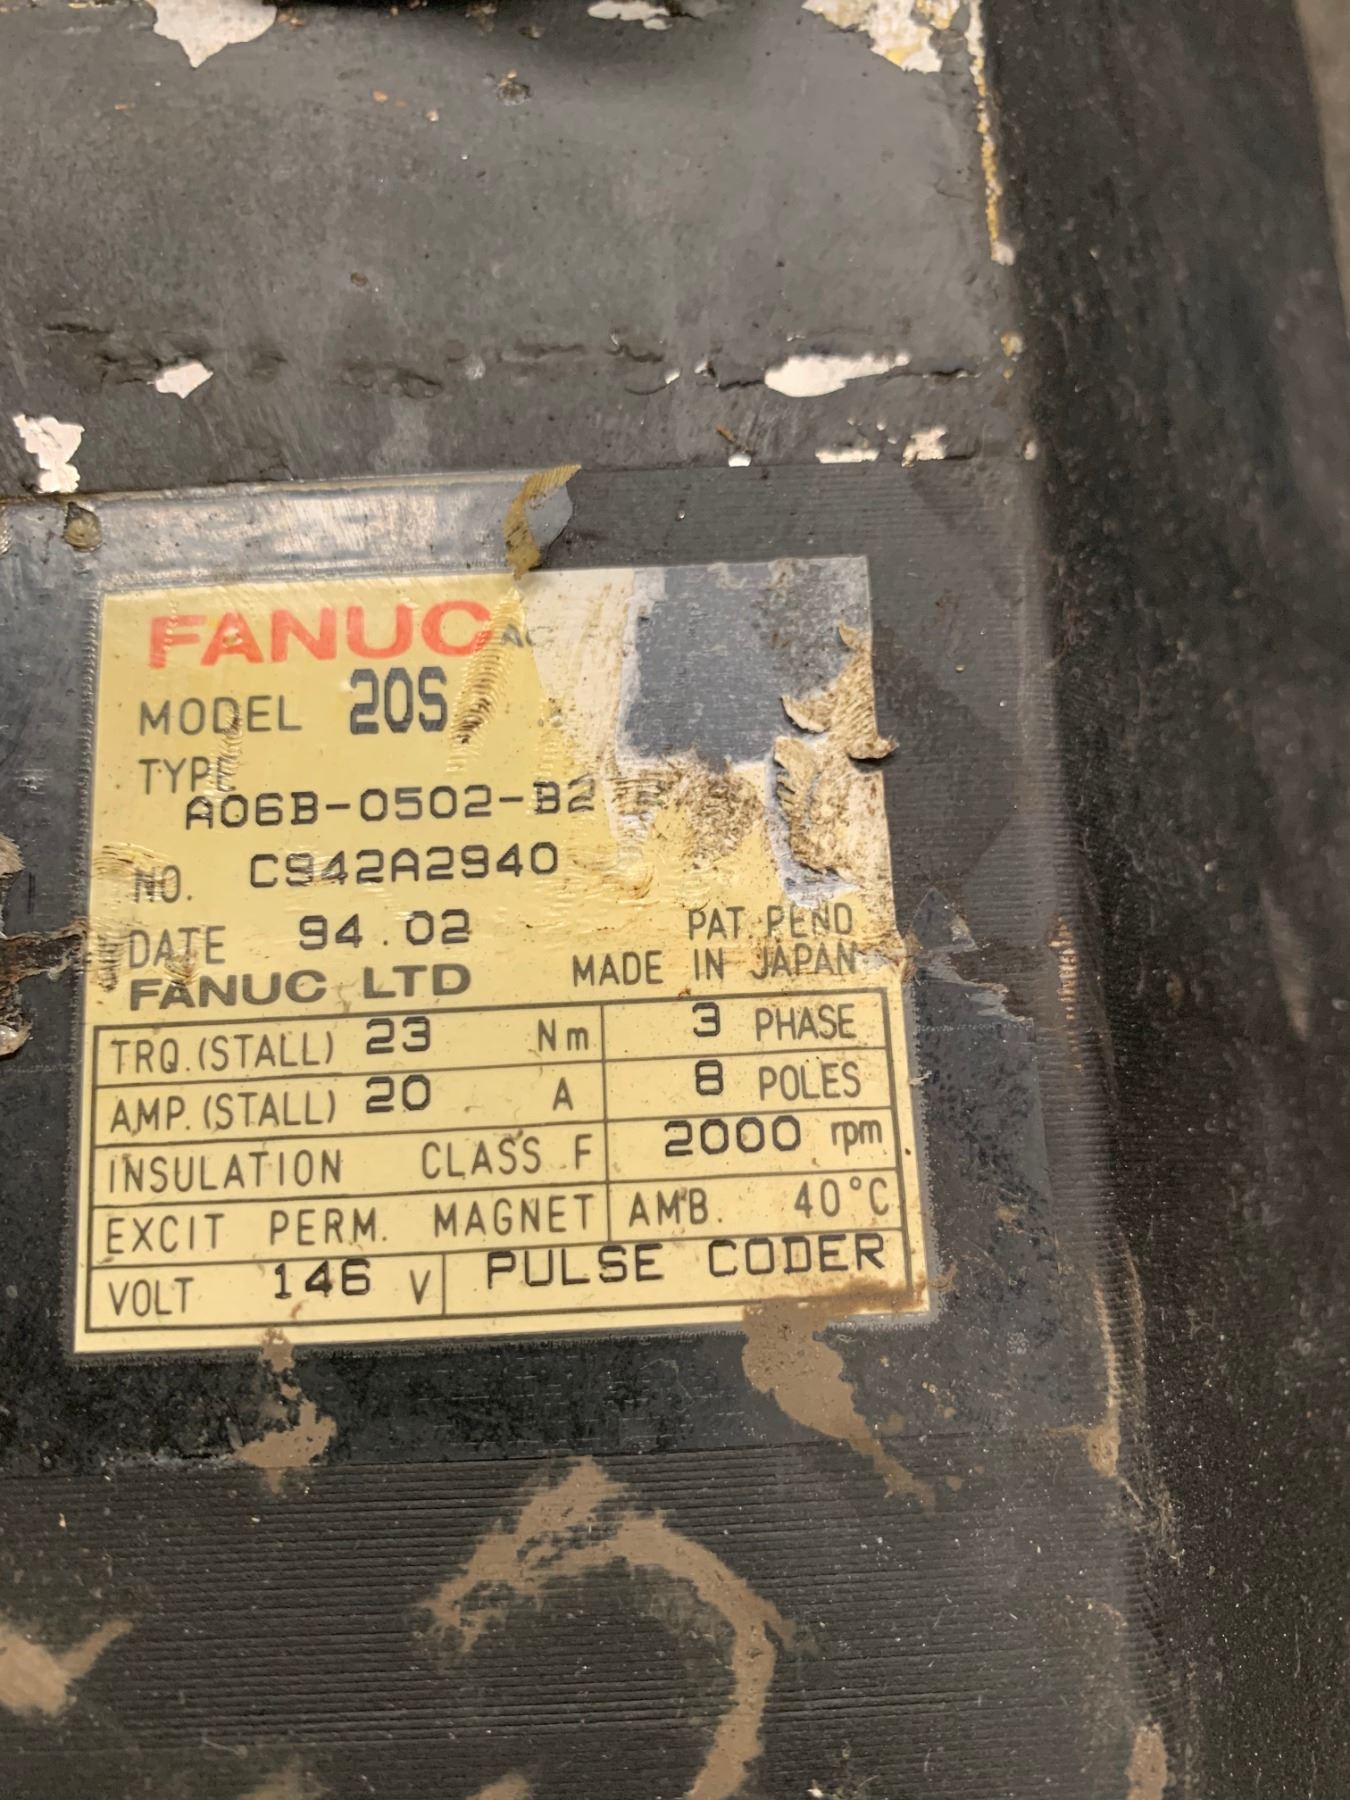 FANUC AC
MODEL 20S
TYPE
A06B-0502-B2
NO. C942A2940
DATE 94.02
PAT. PEND
FANUC LTD MADE IN JAPAN
TRQ.(STALL) 23 Nm 3 PHASE
AMP.(STALL) 20 A 8 POLES
INSULATION CLASS F 2000 rpm
EXCIT PERM. MAGNET AMB. 40°C
VOLT 146 V PULSE CODER